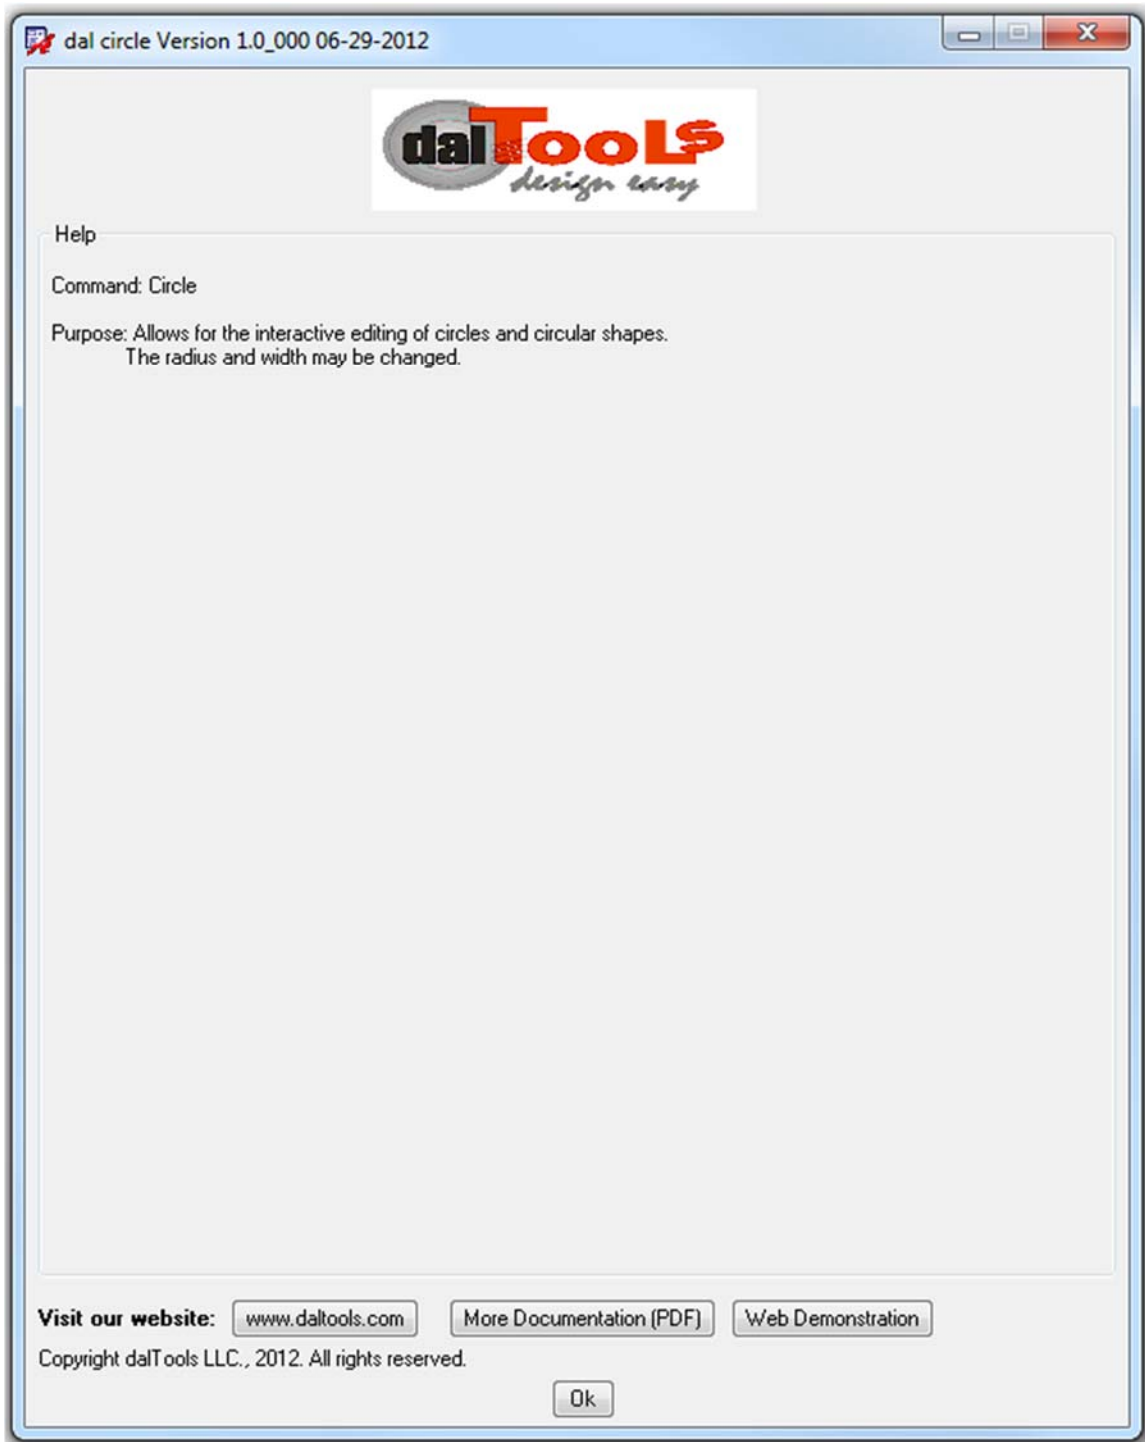 dal circle Version 1.0_000 06-29-2012
dalTooLs
design easy
Help
Command: Circle
Purpose: Allows for the interactive editing of circles and circular shapes.
The radius and width may be changed.
Visit our website: www.daltools.com More Documentation (PDF) Web Demonstration
Copyright dalTools LLC., 2012. All rights reserved.
Ok